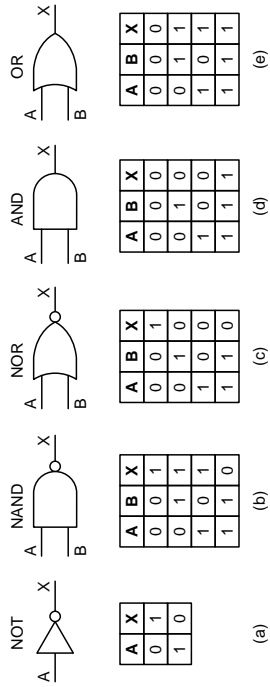 NOT
A X
A X
0 1
1 0
(a)
NAND
A X
B
A B X
0 0 1
0 1 1
1 0 1
1 1 0
(b)
NOR
A X
B
A B X
0 0 1
0 1 0
1 0 0
1 1 0
(c)
AND
A X
B
A B X
0 0 0
0 1 0
1 0 0
1 1 1
(d)
OR
A X
B
A B X
0 0 0
0 1 1
1 0 1
1 1 1
(e)